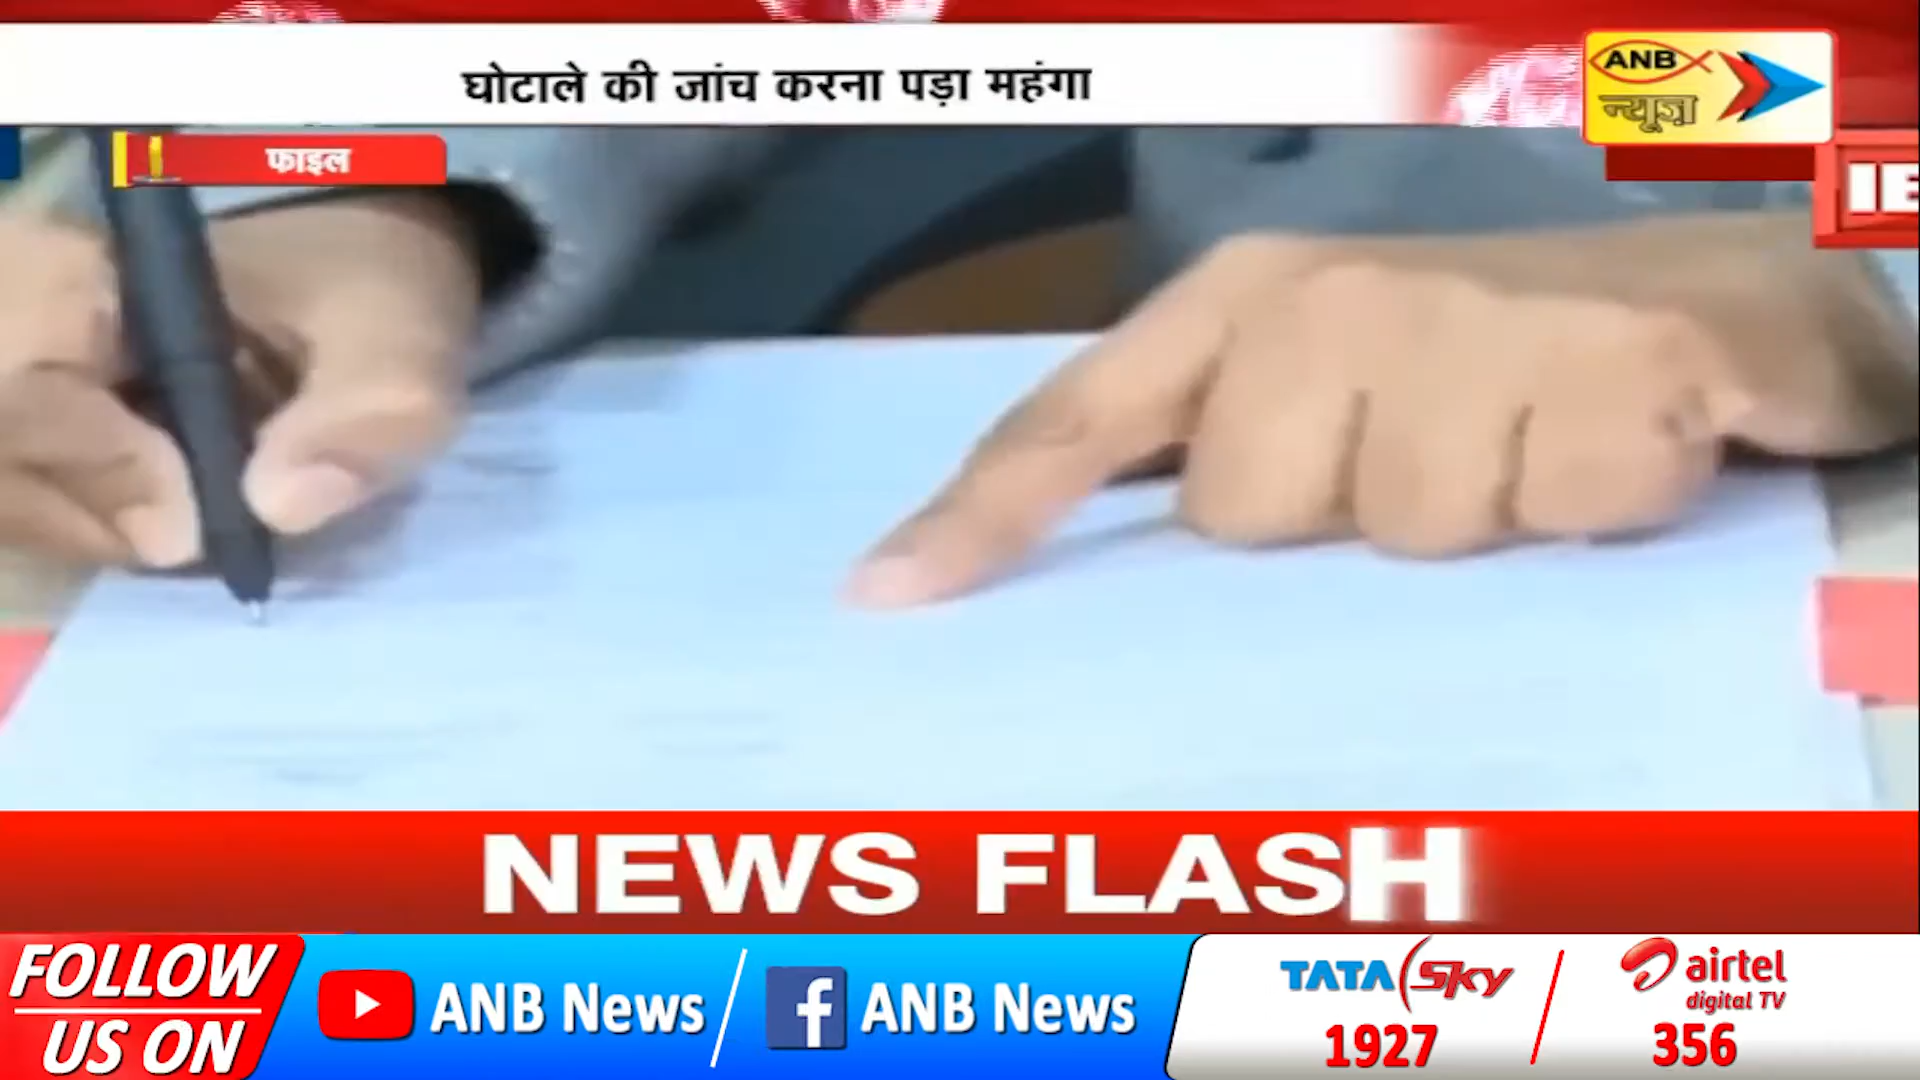 घोटाले की जांच करना पड़ा महंगा
ANB
न्यूज़
फाइल
IE
NEWS FLASH
FOLLOW
US ON
ANB News
f ANB News
TATA Sky
1927
airtel
digital TV
356